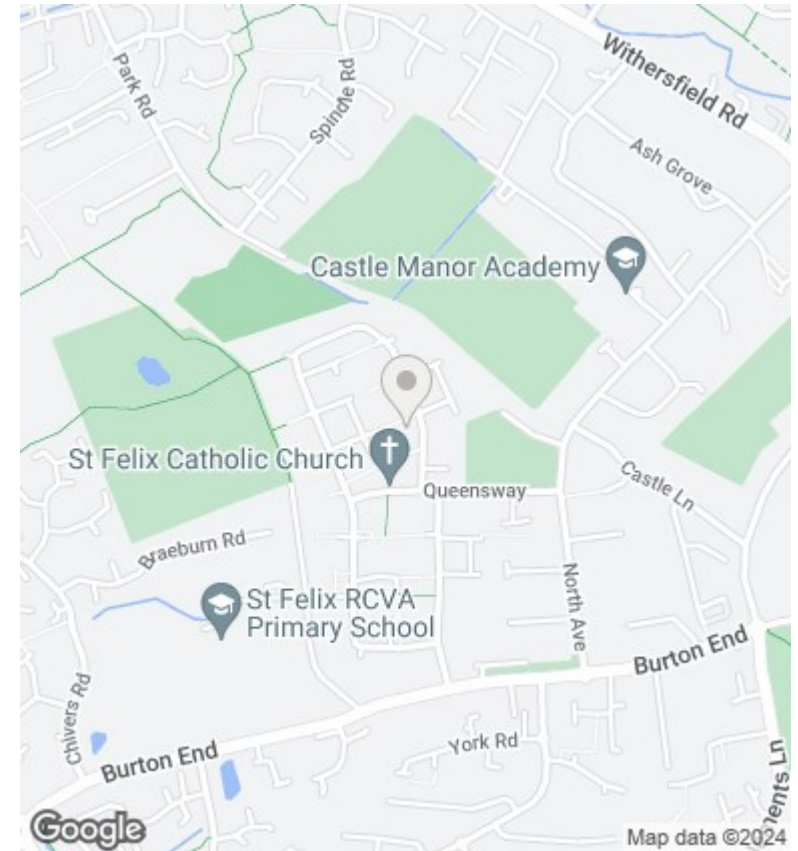 Withersfield Rd
Park Rd
Spindle Rd
Ash Grove
Castle Manor Academy
St Felix Catholic Church
Queensway
Castle Ln
Braeburn Rd
St Felix RCVA
Primary School
North Ave
Burton End
Chivers Rd
York Rd
Burton End
ments Ln
Google
Map data ©2024